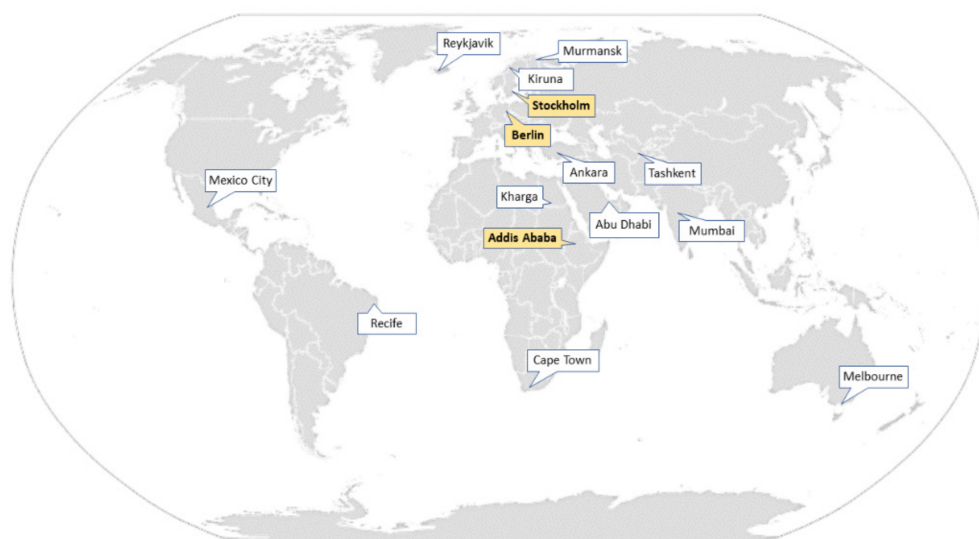 Reykjavik
Murmansk
Kiruna
Stockholm
Berlin
Mexico City
Ankara
Tashkent
Kharga
Abu Dhabi
Mumbai
Addis Ababa
Recife
Cape Town
Melbourne